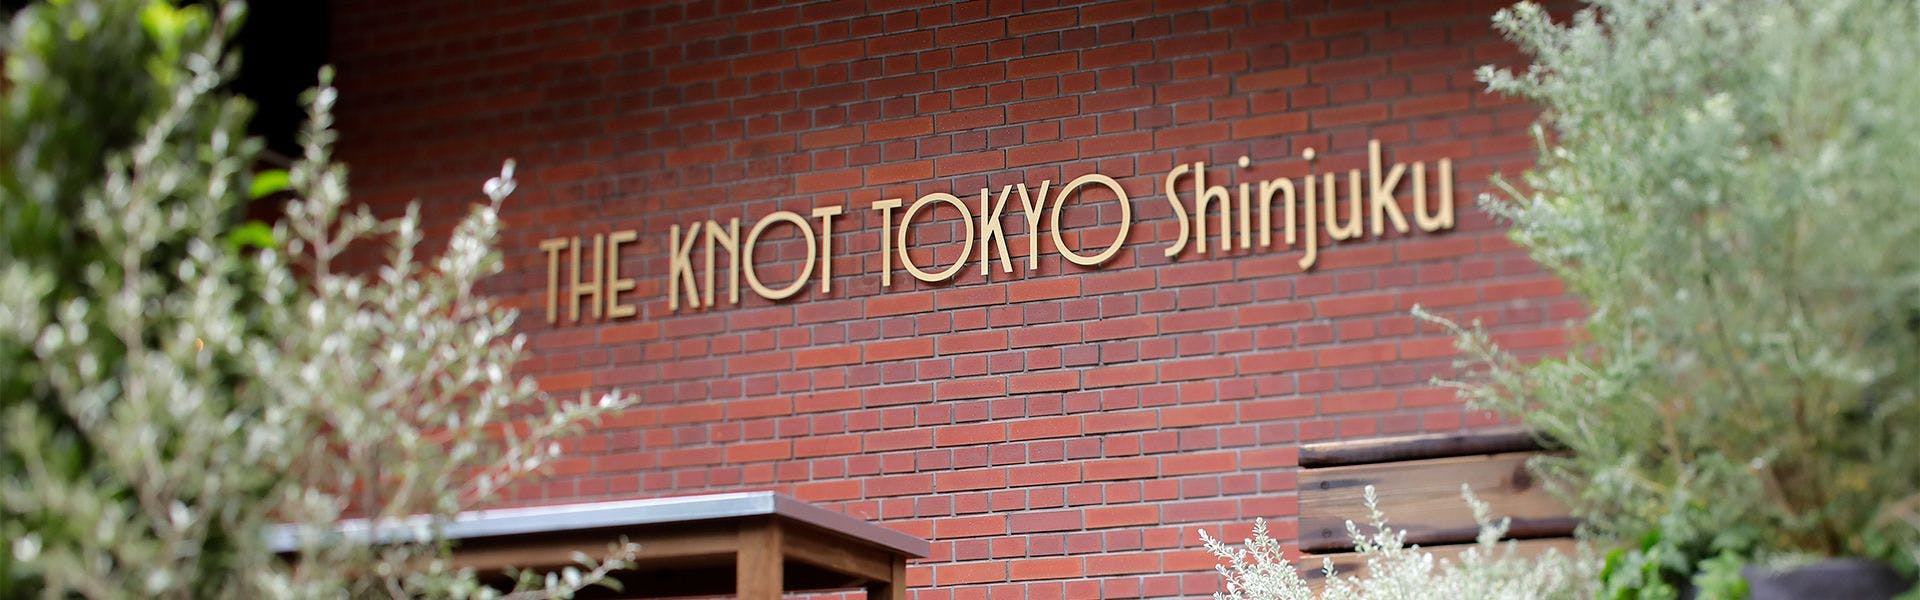 THE KNOT TOKYO Shinjuku